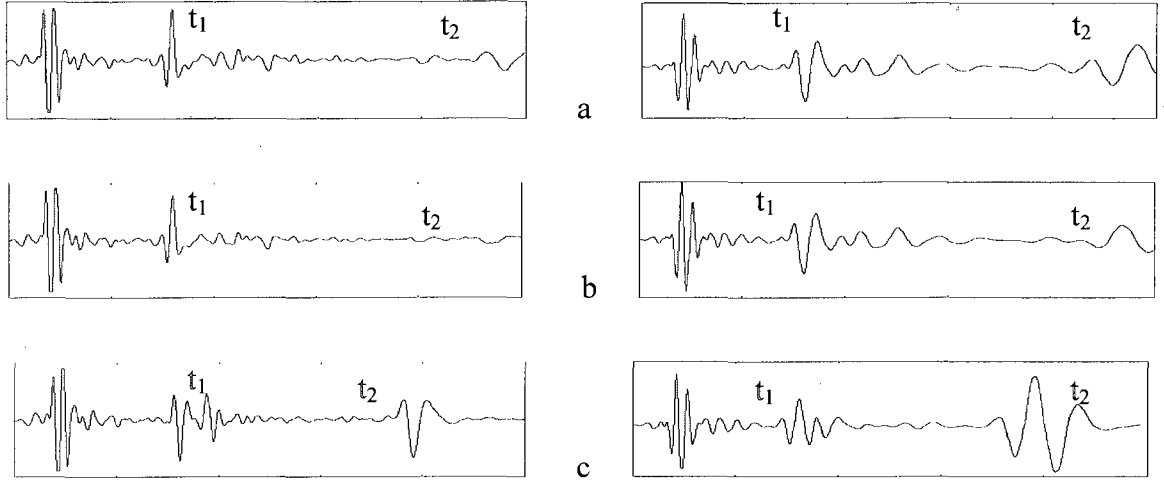 t₁ t₂ t₁ t₂
a
t₁ t₂ t₁ t₂
b
t₁ t₂ t₁ t₂
c